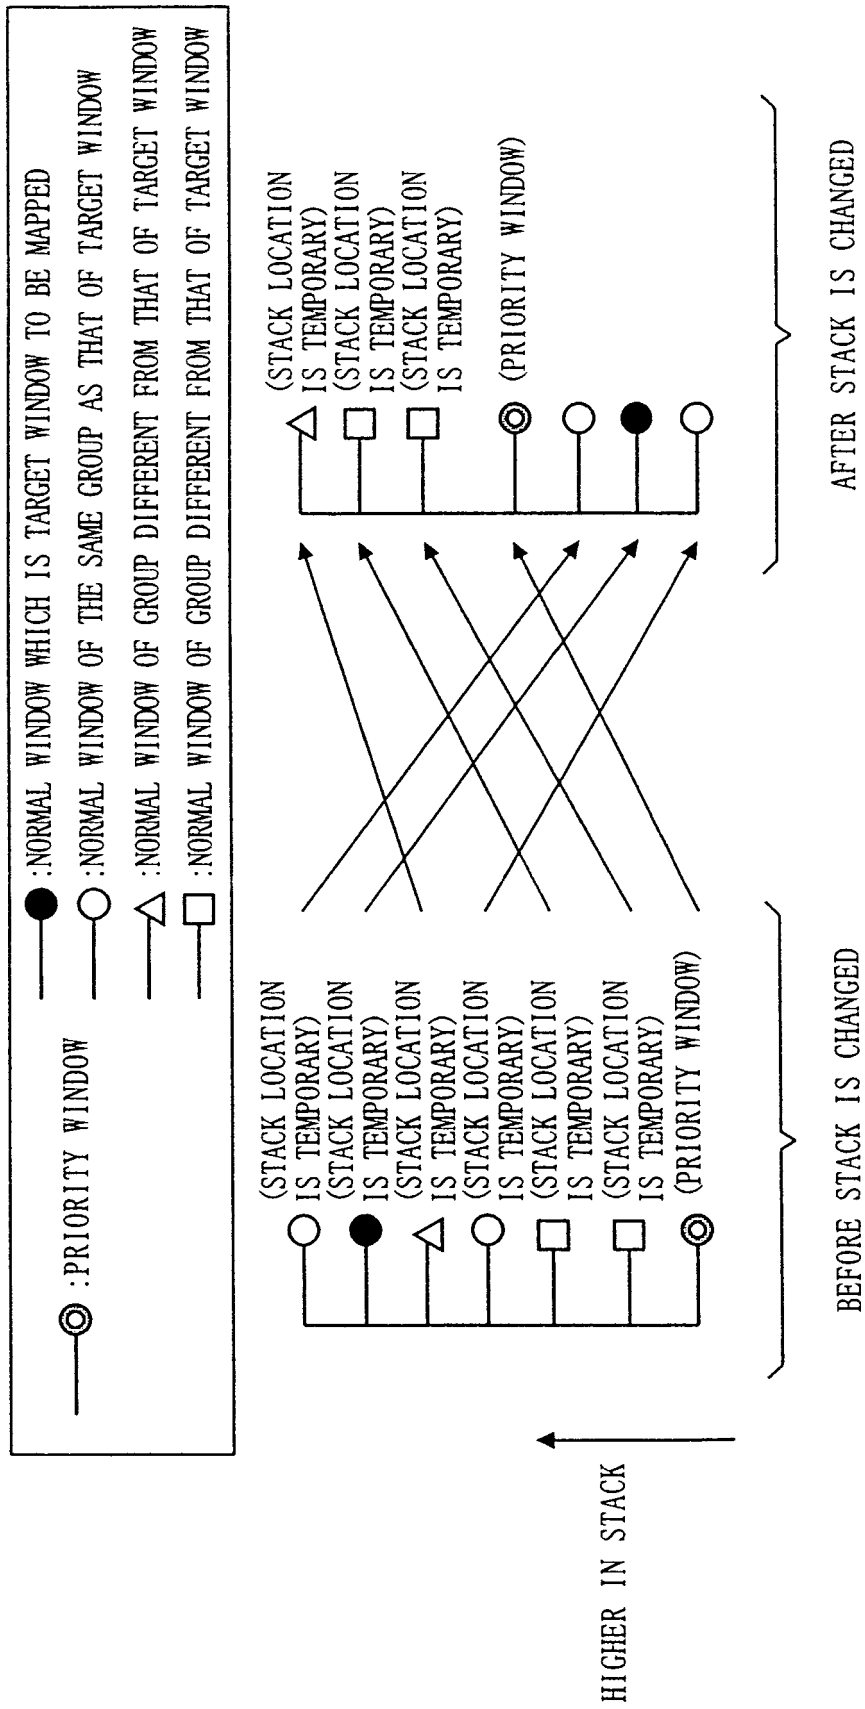 :PRIORITY WINDOW
:NORMAL WINDOW WHICH IS TARGET WINDOW TO BE MAPPED
:NORMAL WINDOW OF THE SAME GROUP AS THAT OF TARGET WINDOW
:NORMAL WINDOW OF GROUP DIFFERENT FROM THAT OF TARGET WINDOW
:NORMAL WINDOW OF GROUP DIFFERENT FROM THAT OF TARGET WINDOW
HIGHER IN STACK
(STACK LOCATION
IS TEMPORARY)
(STACK LOCATION
IS TEMPORARY)
(STACK LOCATION
IS TEMPORARY)
(STACK LOCATION
IS TEMPORARY)
(STACK LOCATION
IS TEMPORARY)
(STACK LOCATION
IS TEMPORARY)
(PRIORITY WINDOW)
BEFORE STACK IS CHANGED
(STACK LOCATION
IS TEMPORARY)
(STACK LOCATION
IS TEMPORARY)
(STACK LOCATION
IS TEMPORARY)
(PRIORITY WINDOW)
AFTER STACK IS CHANGED